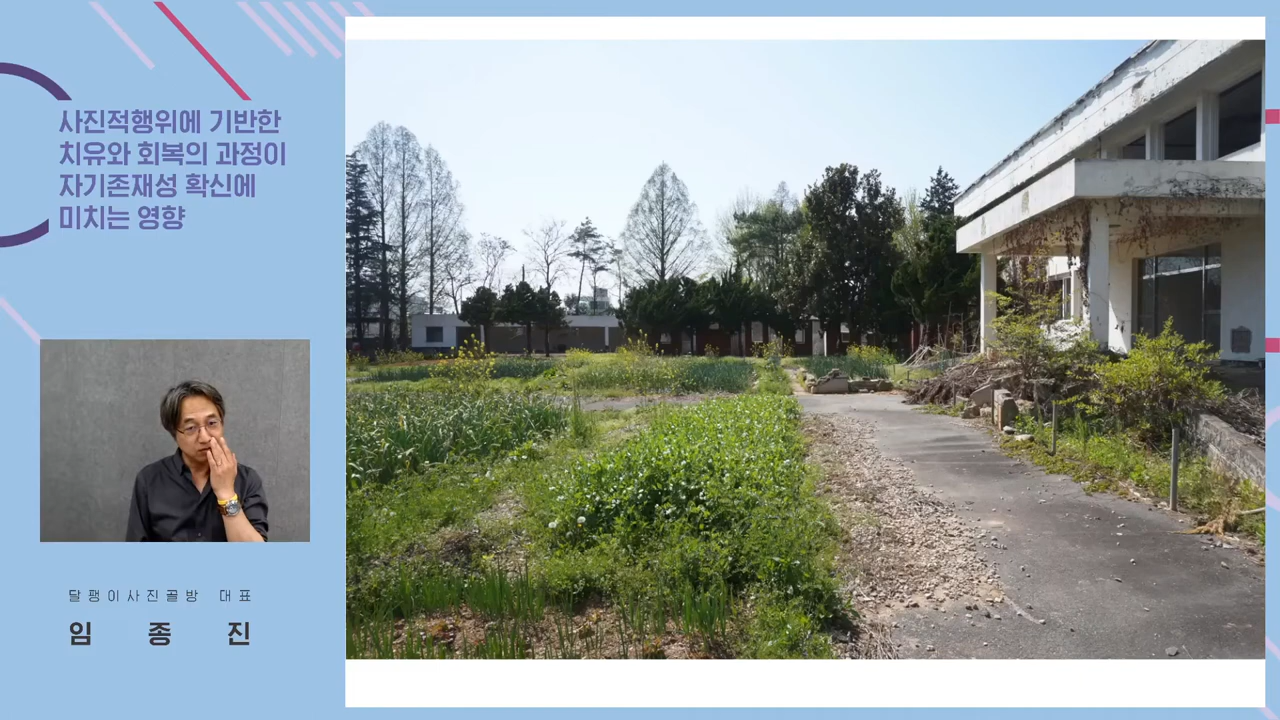 사진적행위에 기반한
치유와 회복의 과정이
자기존재성 확신에
미치는 영향
달팽이사진골방 대표
임종진